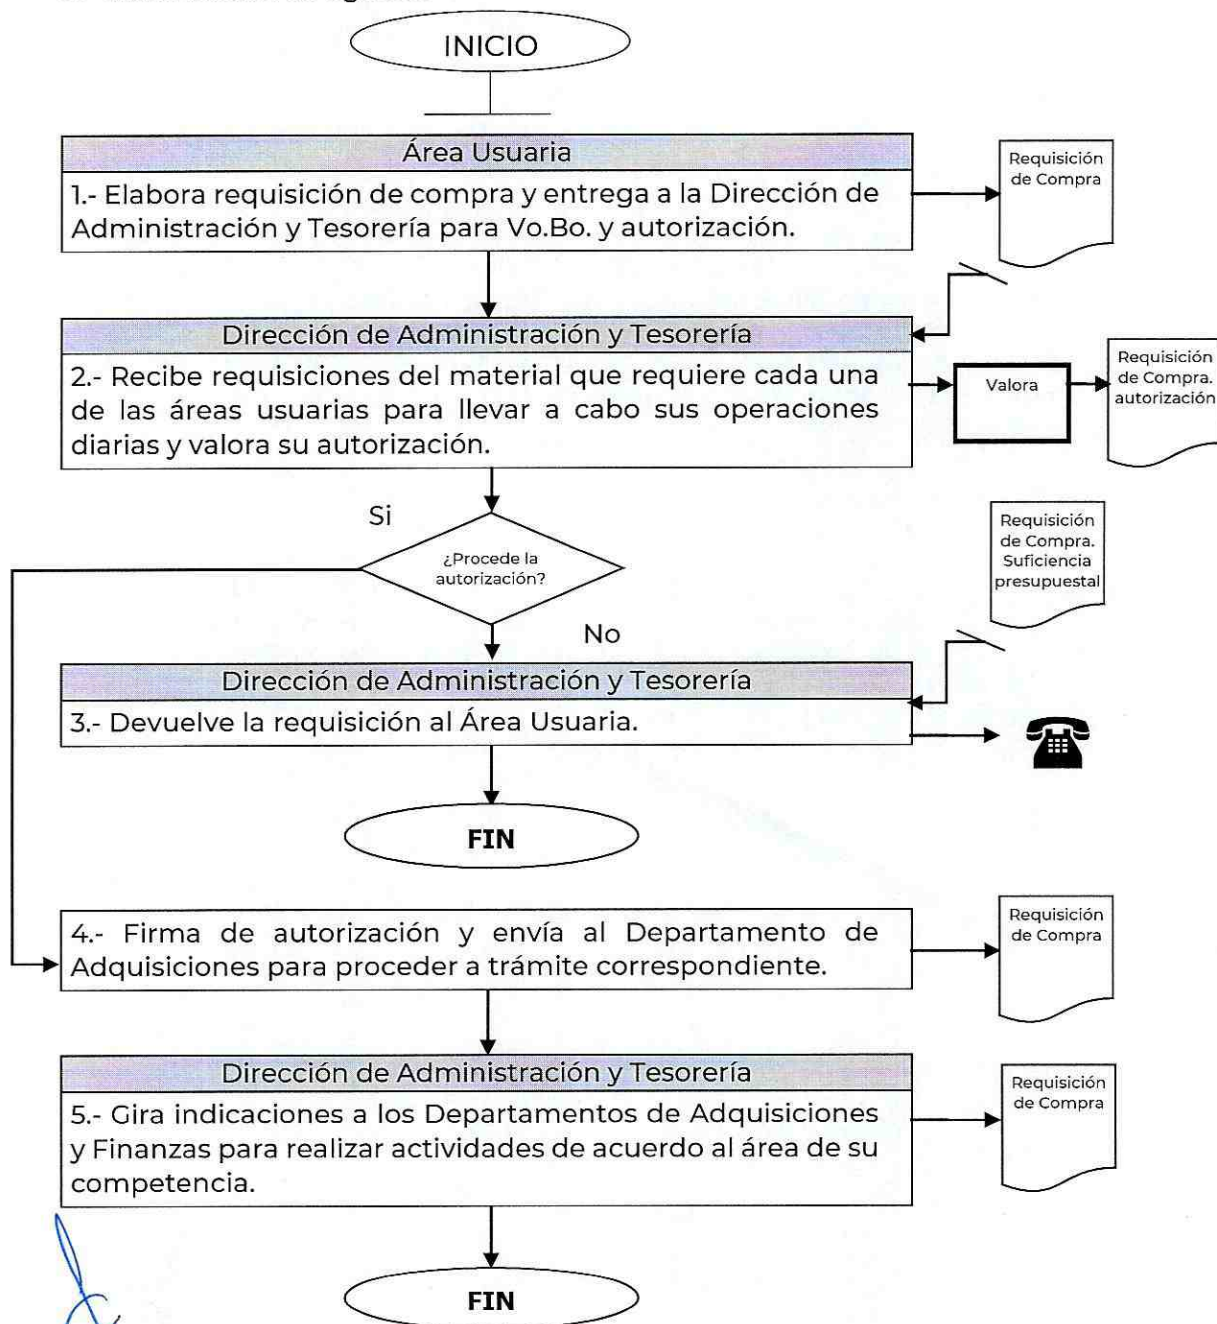 INICIO
Área Usuaria
1.- Elabora requisición de compra y entrega a la Dirección de
Administración y Tesorería para Vo.Bo. y autorización.
Requisición
de Compra
Dirección de Administración y Tesorería
2.- Recibe requisiciones del material que requiere cada una
de las áreas usuarias para llevar a cabo sus operaciones
diarias y valora su autorización.
Valora
Requisición
de Compra.
autorización
Si
¿Procede la
autorización?
No
Requisición
de Compra.
Suficiencia
presupuestal
Dirección de Administración y Tesorería
3.- Devuelve la requisición al Área Usuaria.
FIN
4.- Firma de autorización y envía al Departamento de
Adquisiciones para proceder a trámite correspondiente.
Requisición
de Compra
Dirección de Administración y Tesorería
5.- Gira indicaciones a los Departamentos de Adquisiciones
y Finanzas para realizar actividades de acuerdo al área de su
competencia.
Requisición
de Compra
FIN